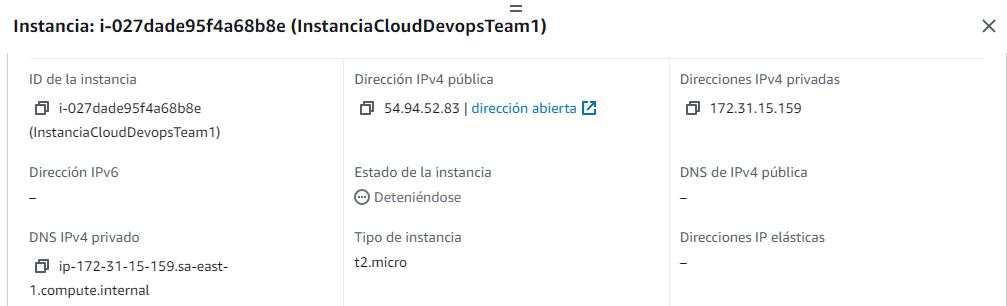 Instancia: i-027dade95f4a68b8e (InstanciaCloudDevopsTeam1)
ID de la instancia
i-027dade95f4a68b8e
(InstanciaCloudDevopsTeam1)
Dirección IPv4 pública
54.94.52.83 | dirección abierta
Direcciones IPv4 privadas
172.31.15.159
Dirección IPv6
–
Estado de la instancia
Deteniéndose
DNS de IPv4 pública
–
DNS IPv4 privado
ip-172-31-15-159.sa-east-
1.compute.internal
Tipo de instancia
t2.micro
Direcciones IP elásticas
–